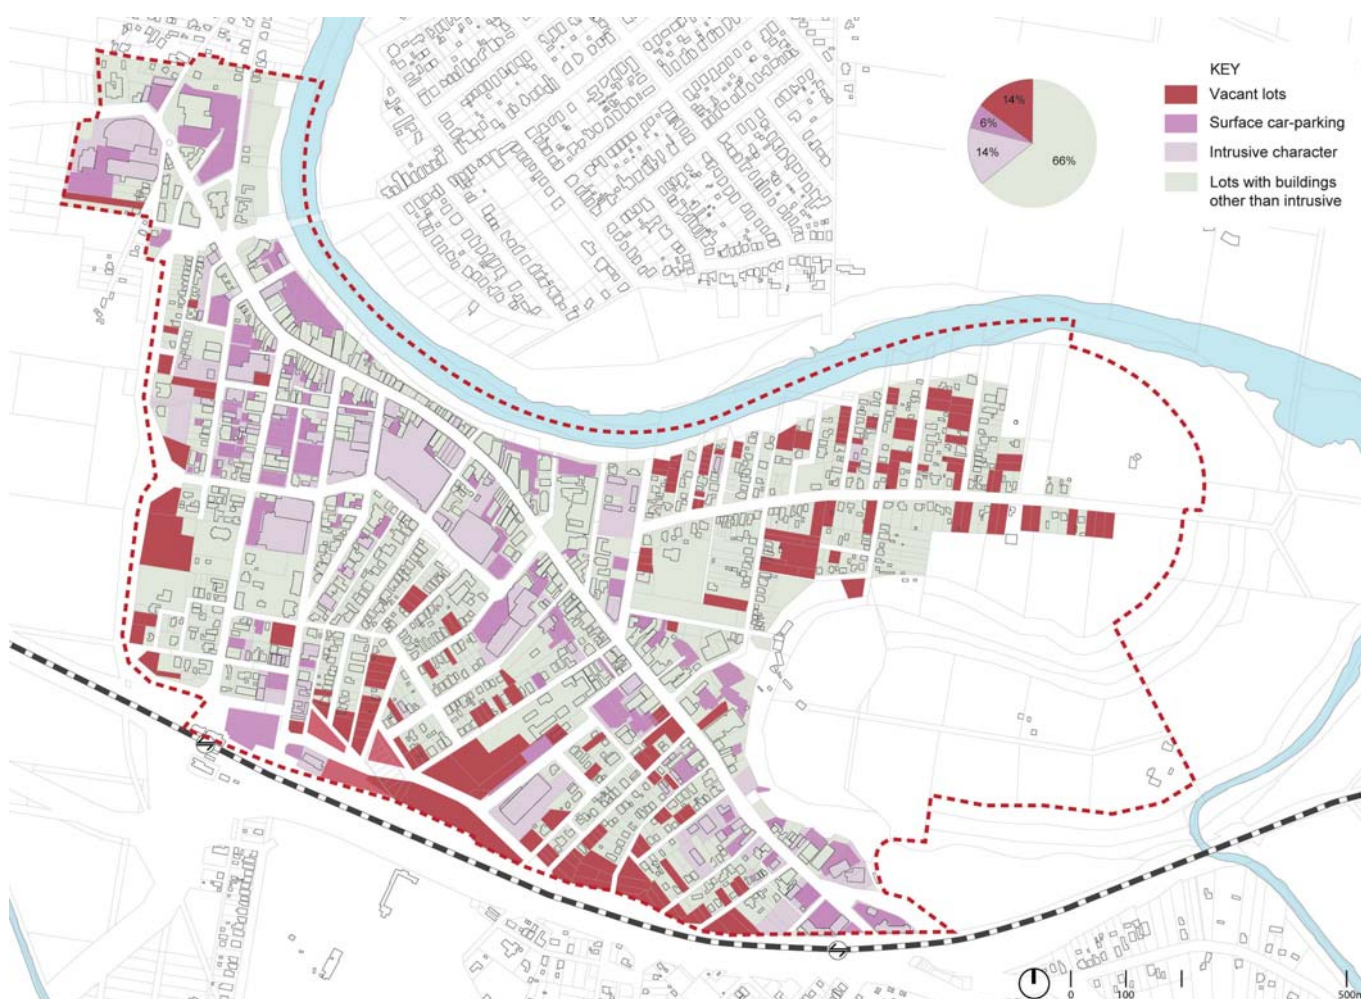 KEY
Vacant lots
Surface car-parking
Intrusive character
Lots with buildings
other than intrusive
14%
6%
14%
66%
0 100 500m